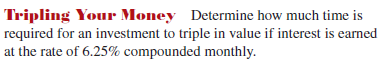 Tripling Your Money Determine how much time is
required for an investment to triple in value if interest is earned
at the rate of 6.25% compounded monthly.